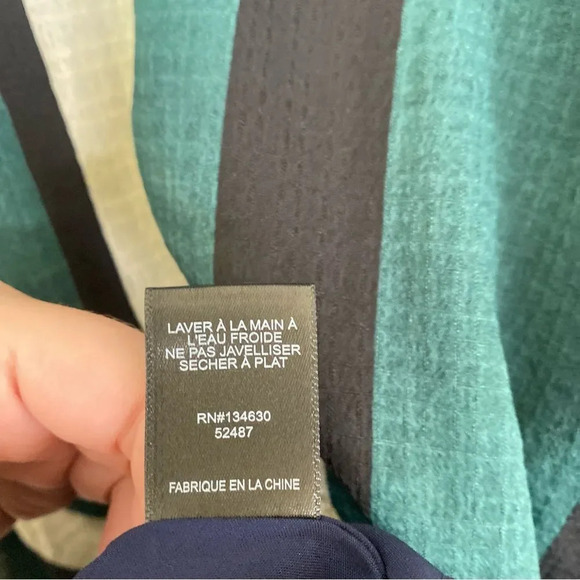 LAVER À LA MAIN À
L'EAU FROIDE
NE PAS JAVELLISER
SECHER À PLAT
RN#134630
52487
FABRIQUE EN LA CHINE